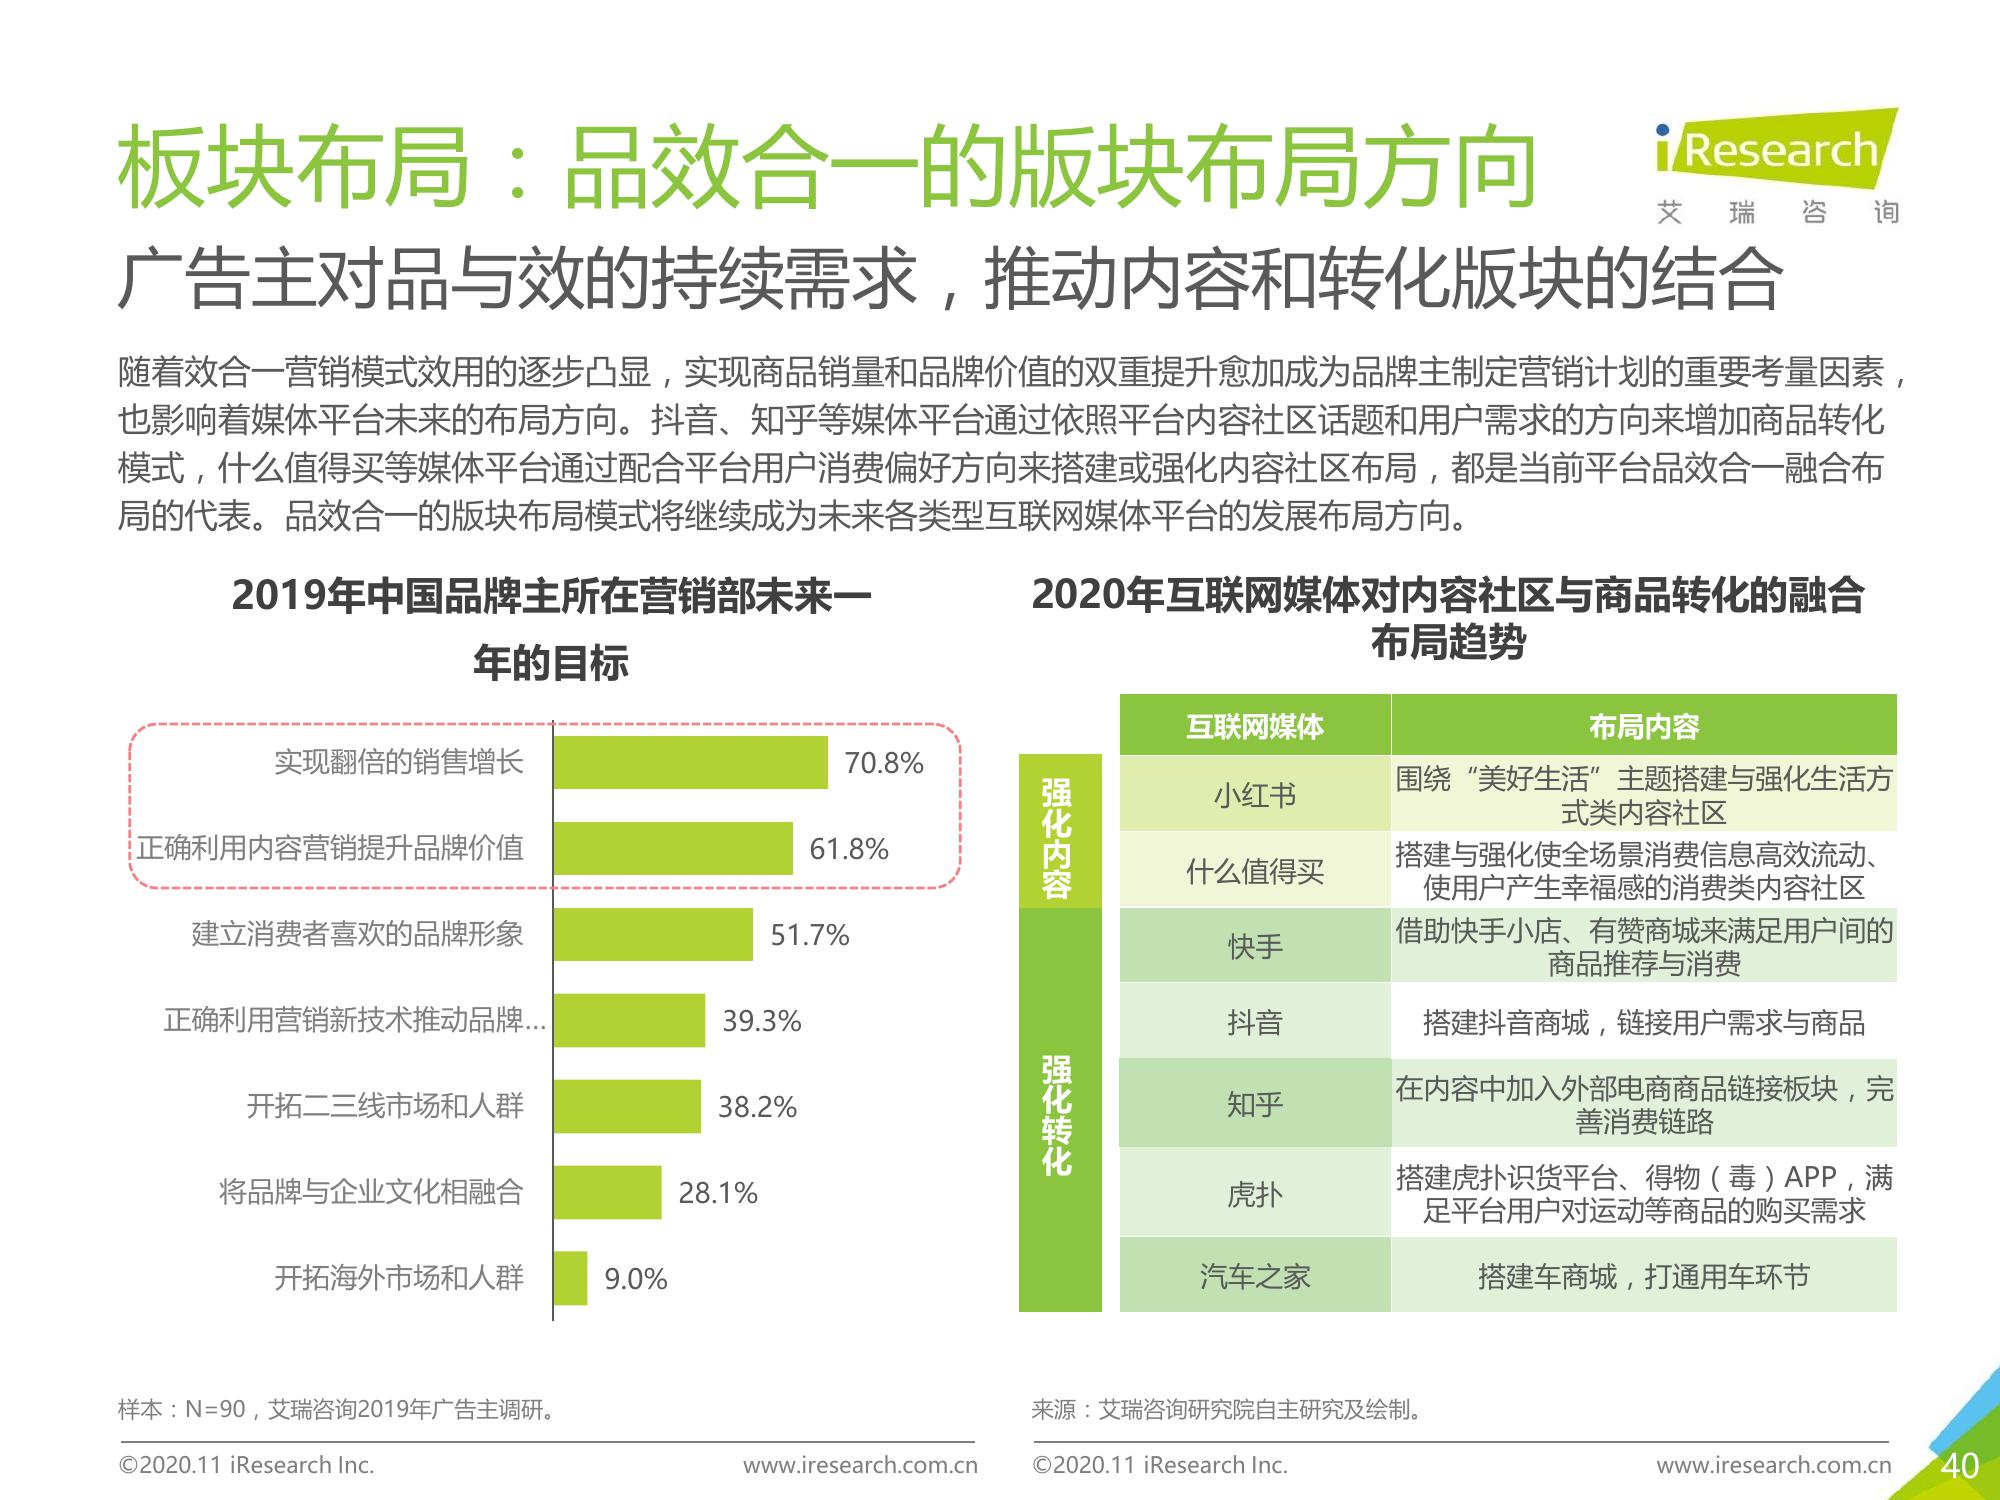 板块布局：品效合一的版块布局方向
iResearch
艾瑞咨询
广告主对品与效的持续需求，推动内容和转化版块的结合
随着效合一营销模式效用的逐步凸显，实现商品销量和品牌价值的双重提升愈加成为品牌主制定营销计划的重要考量因素，
也影响着媒体平台未来的布局方向。抖音、知乎等媒体平台通过依照平台内容社区话题和用户需求的方向来增加商品转化
模式，什么值得买等媒体平台通过配合平台用户消费偏好方向来搭建或强化内容社区布局，都是当前平台品效合一融合布
局的代表。品效合一的版块布局模式将继续成为未来各类型互联网媒体平台的发展布局方向。
2019年中国品牌主所在营销部未来一
年的目标
实现翻倍的销售增长 70.8%
正确利用内容营销提升品牌价值 61.8%
建立消费者喜欢的品牌形象 51.7%
正确利用营销新技术推动品牌… 39.3%
开拓二三线市场和人群 38.2%
将品牌与企业文化相融合 28.1%
开拓海外市场和人群 9.0%
样本：N=90，艾瑞咨询2019年广告主调研。
2020年互联网媒体对内容社区与商品转化的融合
布局趋势
互联网媒体 布局内容
强化内容
小红书
围绕“美好生活”主题搭建与强化生活方
式类内容社区
什么值得买
搭建与强化使全场景消费信息高效流动、
使用户产生幸福感的消费类内容社区
强化转化
快手
借助快手小店、有赞商城来满足用户间的
商品推荐与消费
抖音
搭建抖音商城，链接用户需求与商品
知乎
在内容中加入外部电商商品链接板块，完
善消费链路
虎扑
搭建虎扑识货平台、得物（毒）APP，满
足平台用户对运动等商品的购买需求
汽车之家
搭建车商城，打通用车环节
来源：艾瑞咨询研究院自主研究及绘制。
©2020.11 iResearch Inc. www.iresearch.com.cn
©2020.11 iResearch Inc. www.iresearch.com.cn
40